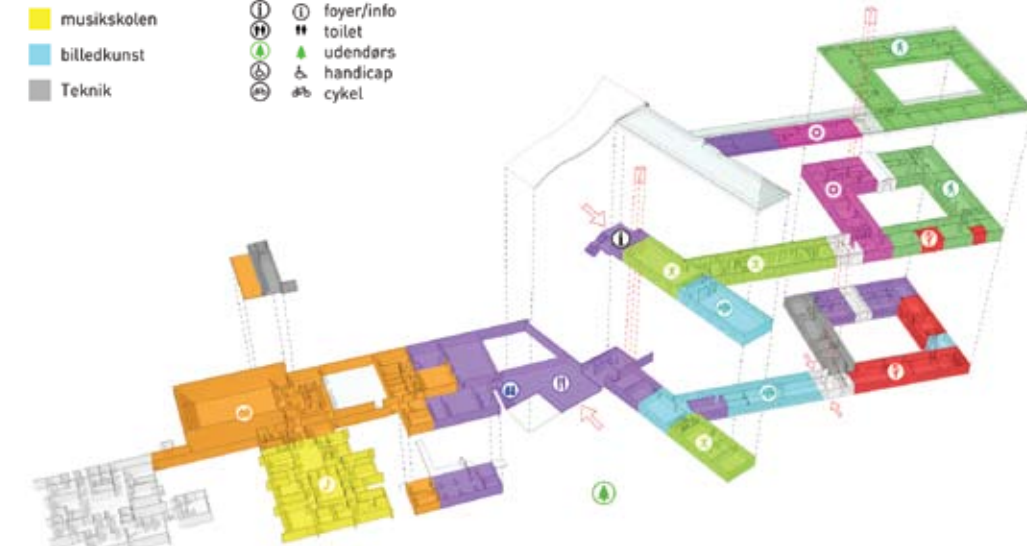 musikskolen
billedkunst
Teknik
foyer/info
toilet
udendørs
handicap
cykel